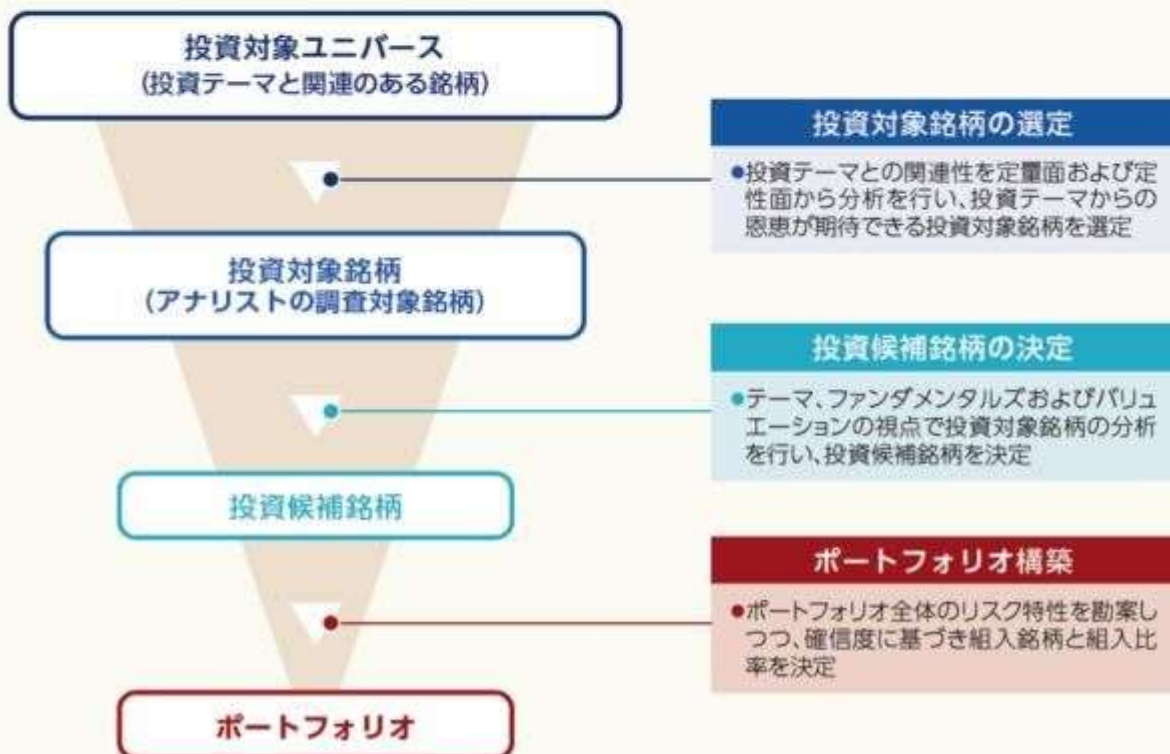 投資対象ユニバース
(投資テーマと関連のある銘柄)
投資対象銘柄の選定
●投資テーマとの関連性を定量面および定
性面から分析を行い、投資テーマからの
恩恵が期待できる投資対象銘柄を選定
投資対象銘柄
(アナリストの調査対象銘柄)
投資候補銘柄の決定
●テーマ、ファンダメンタルズおよびバリュ
エーションの視点で投資対象銘柄の分析
を行い、投資候補銘柄を決定
投資候補銘柄
ポートフォリオ構築
●ポートフォリオ全体のリスク特性を勘案し
つつ、確信度に基づき組入銘柄と組入比
率を決定
ポートフォリオ